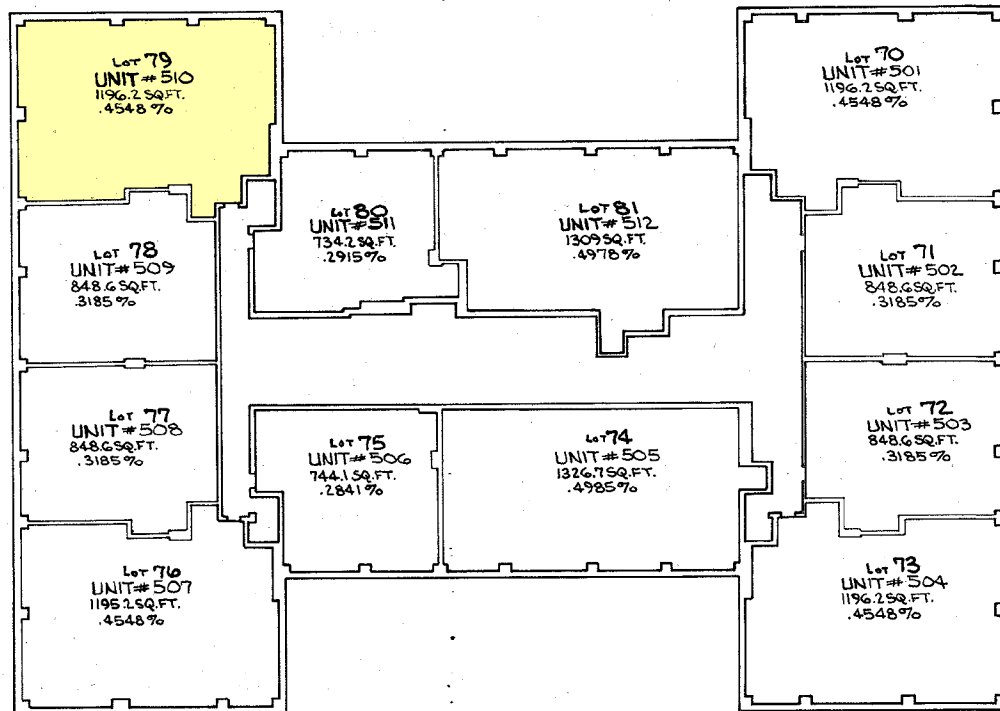 LOT 79
UNIT #510
1196.2 SQ.FT.
.4548 %
LOT 70
UNIT #501
1196.2 SQ.FT.
.4548 %
LOT 80
UNIT #511
734.2 SQ.FT.
.2915 %
LOT 81
UNIT #512
1309 SQ.FT.
.4978 %
LOT 78
UNIT #509
848.6 SQ.FT.
.3185 %
LOT 71
UNIT #502
848.6 SQ.FT.
.3185 %
LOT 77
UNIT #508
848.6 SQ.FT.
.3185 %
LOT 75
UNIT #506
744.1 SQ.FT.
.2841 %
LOT 74
UNIT #505
1326.7 SQ.FT.
.4985 %
LOT 72
UNIT #503
848.6 SQ.FT.
.3185 %
LOT 76
UNIT #507
1195.2 SQ.FT.
.4548 %
LOT 73
UNIT #504
1196.2 SQ.FT.
.4548 %